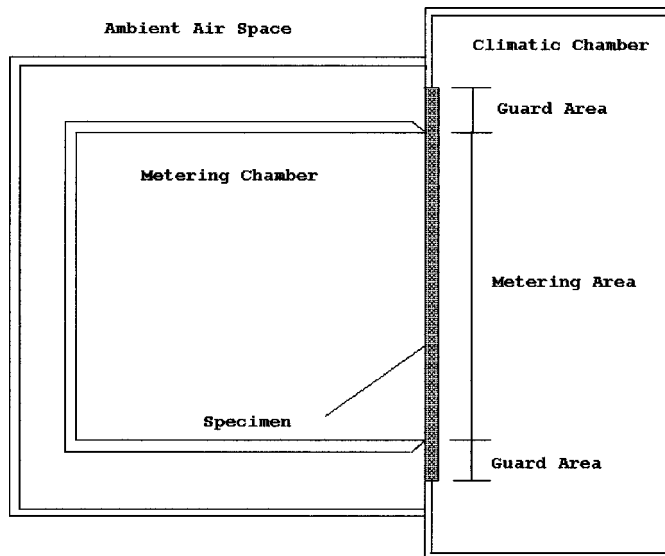 Ambient Air Space
Climatic Chamber
Guard Area
Metering Chamber
Metering Area
Specimen
Guard Area